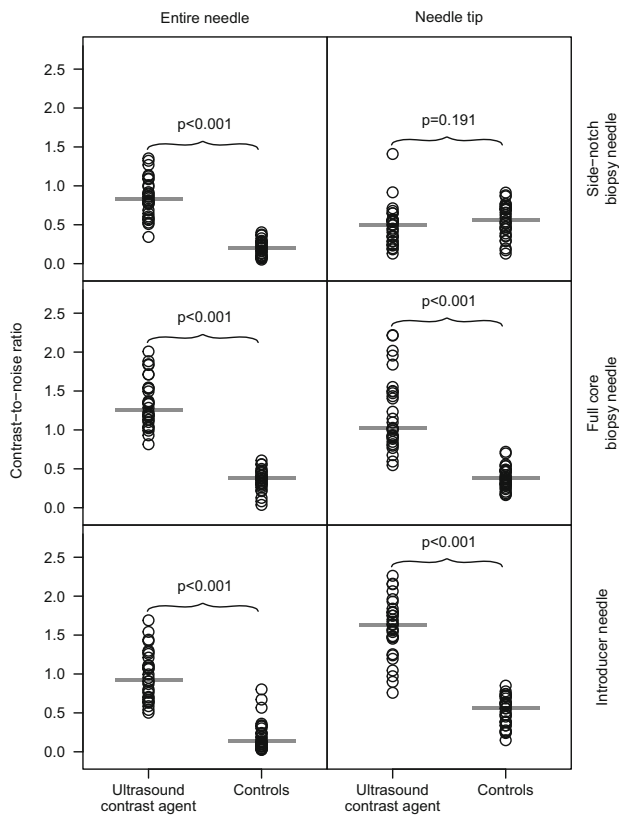 Entire needle
Needle tip
Contrast−to−noise ratio
2.5
2.0
1.5
1.0
0.5
0.0
p<0.001
p=0.191
Side−notch
biopsy needle
2.5
2.0
1.5
1.0
0.5
0.0
p<0.001
p<0.001
Full core
biopsy needle
2.5
2.0
1.5
1.0
0.5
0.0
p<0.001
p<0.001
Introducer needle
Ultrasound
contrast agent
Controls
Ultrasound
contrast agent
Controls